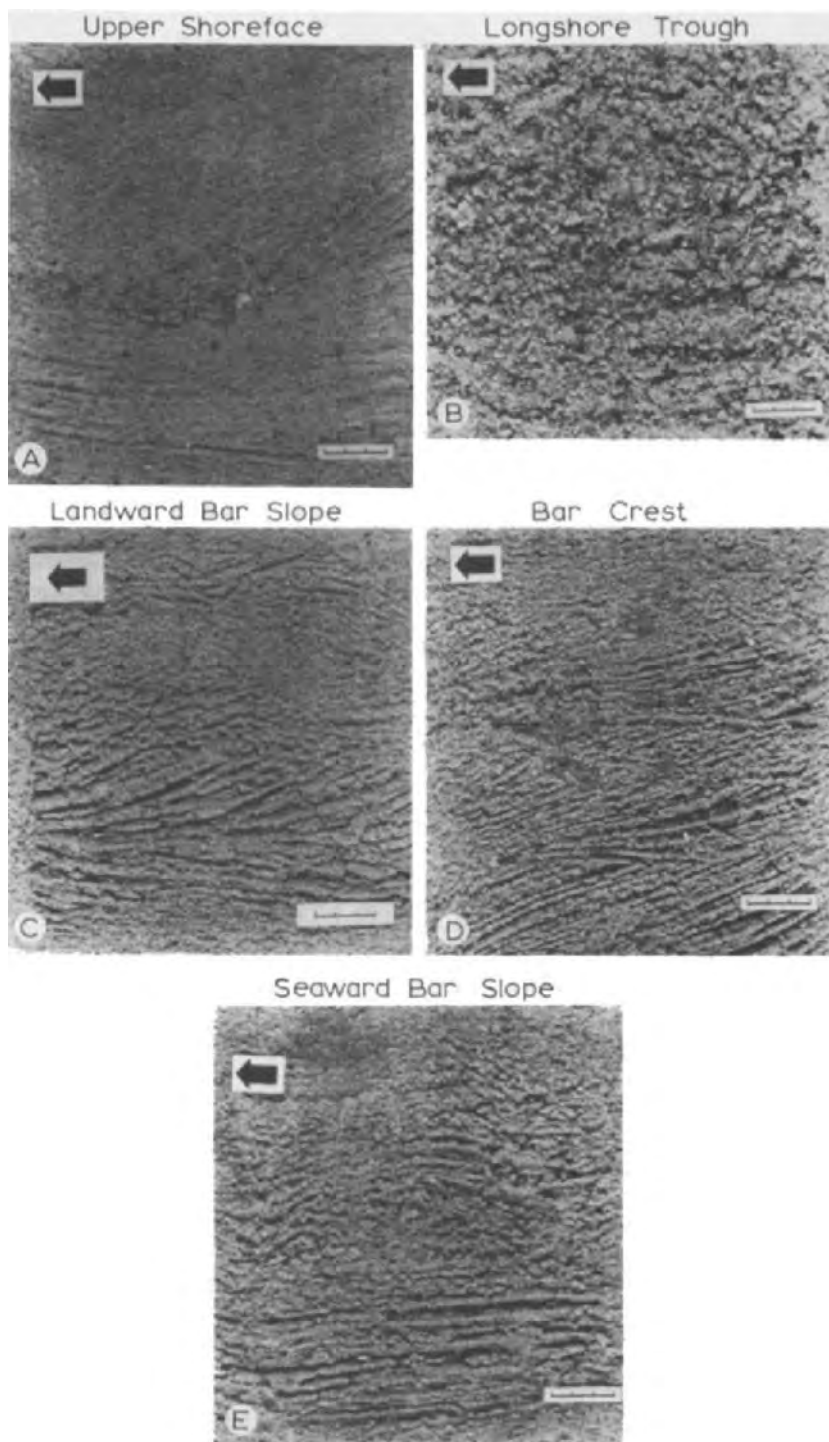 Upper Shoreface
Longshore Trough
A
B
Landward Bar Slope
Bar Crest
C
D
Seaward Bar Slope
E